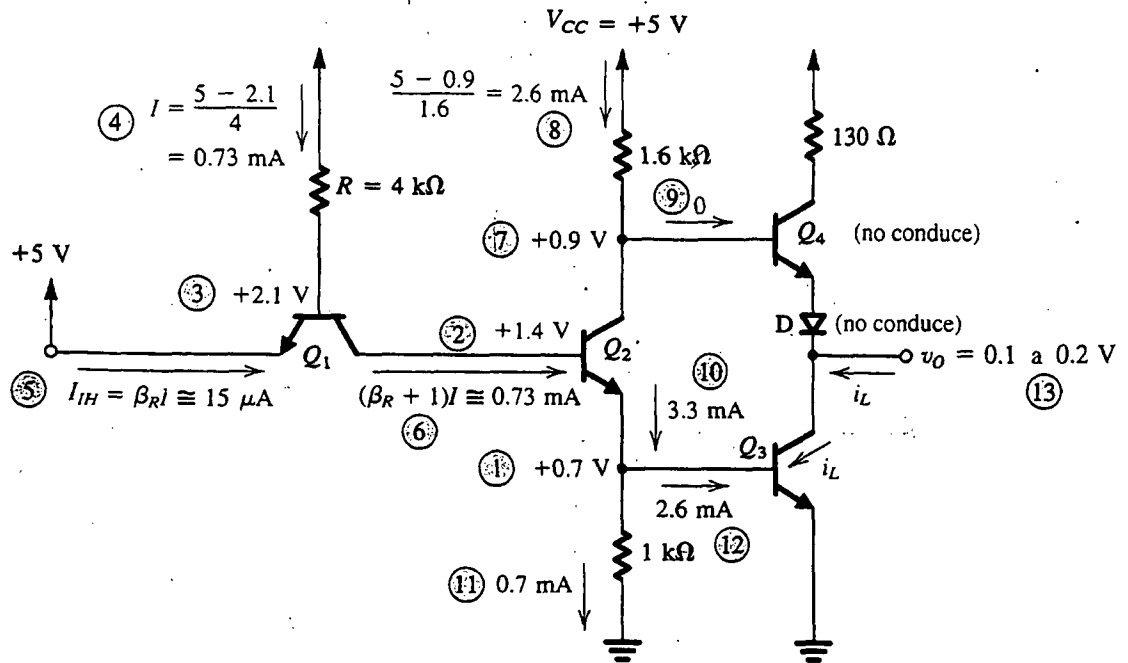 V_CC = +5 V
④ I = (5 − 2.1)/4
= 0.73 mA
(5 − 0.9)/1.6 = 2.6 mA
⑧
R = 4 kΩ
1.6 kΩ
130 Ω
⑨ 0
⑦ +0.9 V
Q4 (no conduce)
+5 V
③ +2.1 V
② +1.4 V
D (no conduce)
Q1
Q2
v_O = 0.1 a 0.2 V
⑬
⑤ I_IH = β_R I ≅ 15 μA
(β_R + 1)I ≅ 0.73 mA
⑥
⑩
3.3 mA
i_L
Q3
i_L
① +0.7 V
2.6 mA
⑫
1 kΩ
⑪ 0.7 mA